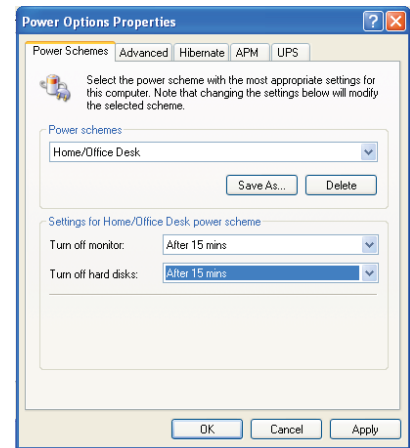 Power Options Properties
Power Schemes Advanced Hibernate APM UPS
Select the power scheme with the most appropriate settings for
this computer. Note that changing the settings below will modify
the selected scheme.
Power schemes
Home/Office Desk
Save As... Delete
Settings for Home/Office Desk power scheme
Turn off monitor: After 15 mins
Turn off hard disks: After 15 mins
OK Cancel Apply